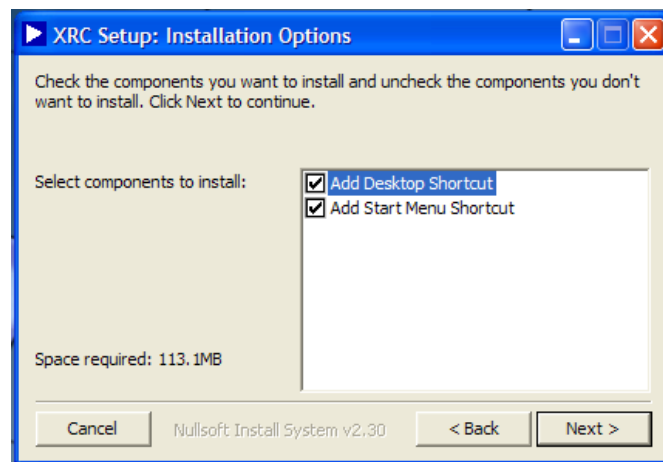 XRC Setup: Installation Options
Check the components you want to install and uncheck the components you don't
want to install. Click Next to continue.
Select components to install:
Add Desktop Shortcut
Add Start Menu Shortcut
Space required: 113.1MB
Cancel
Nullsoft Install System v2.30
< Back
Next >